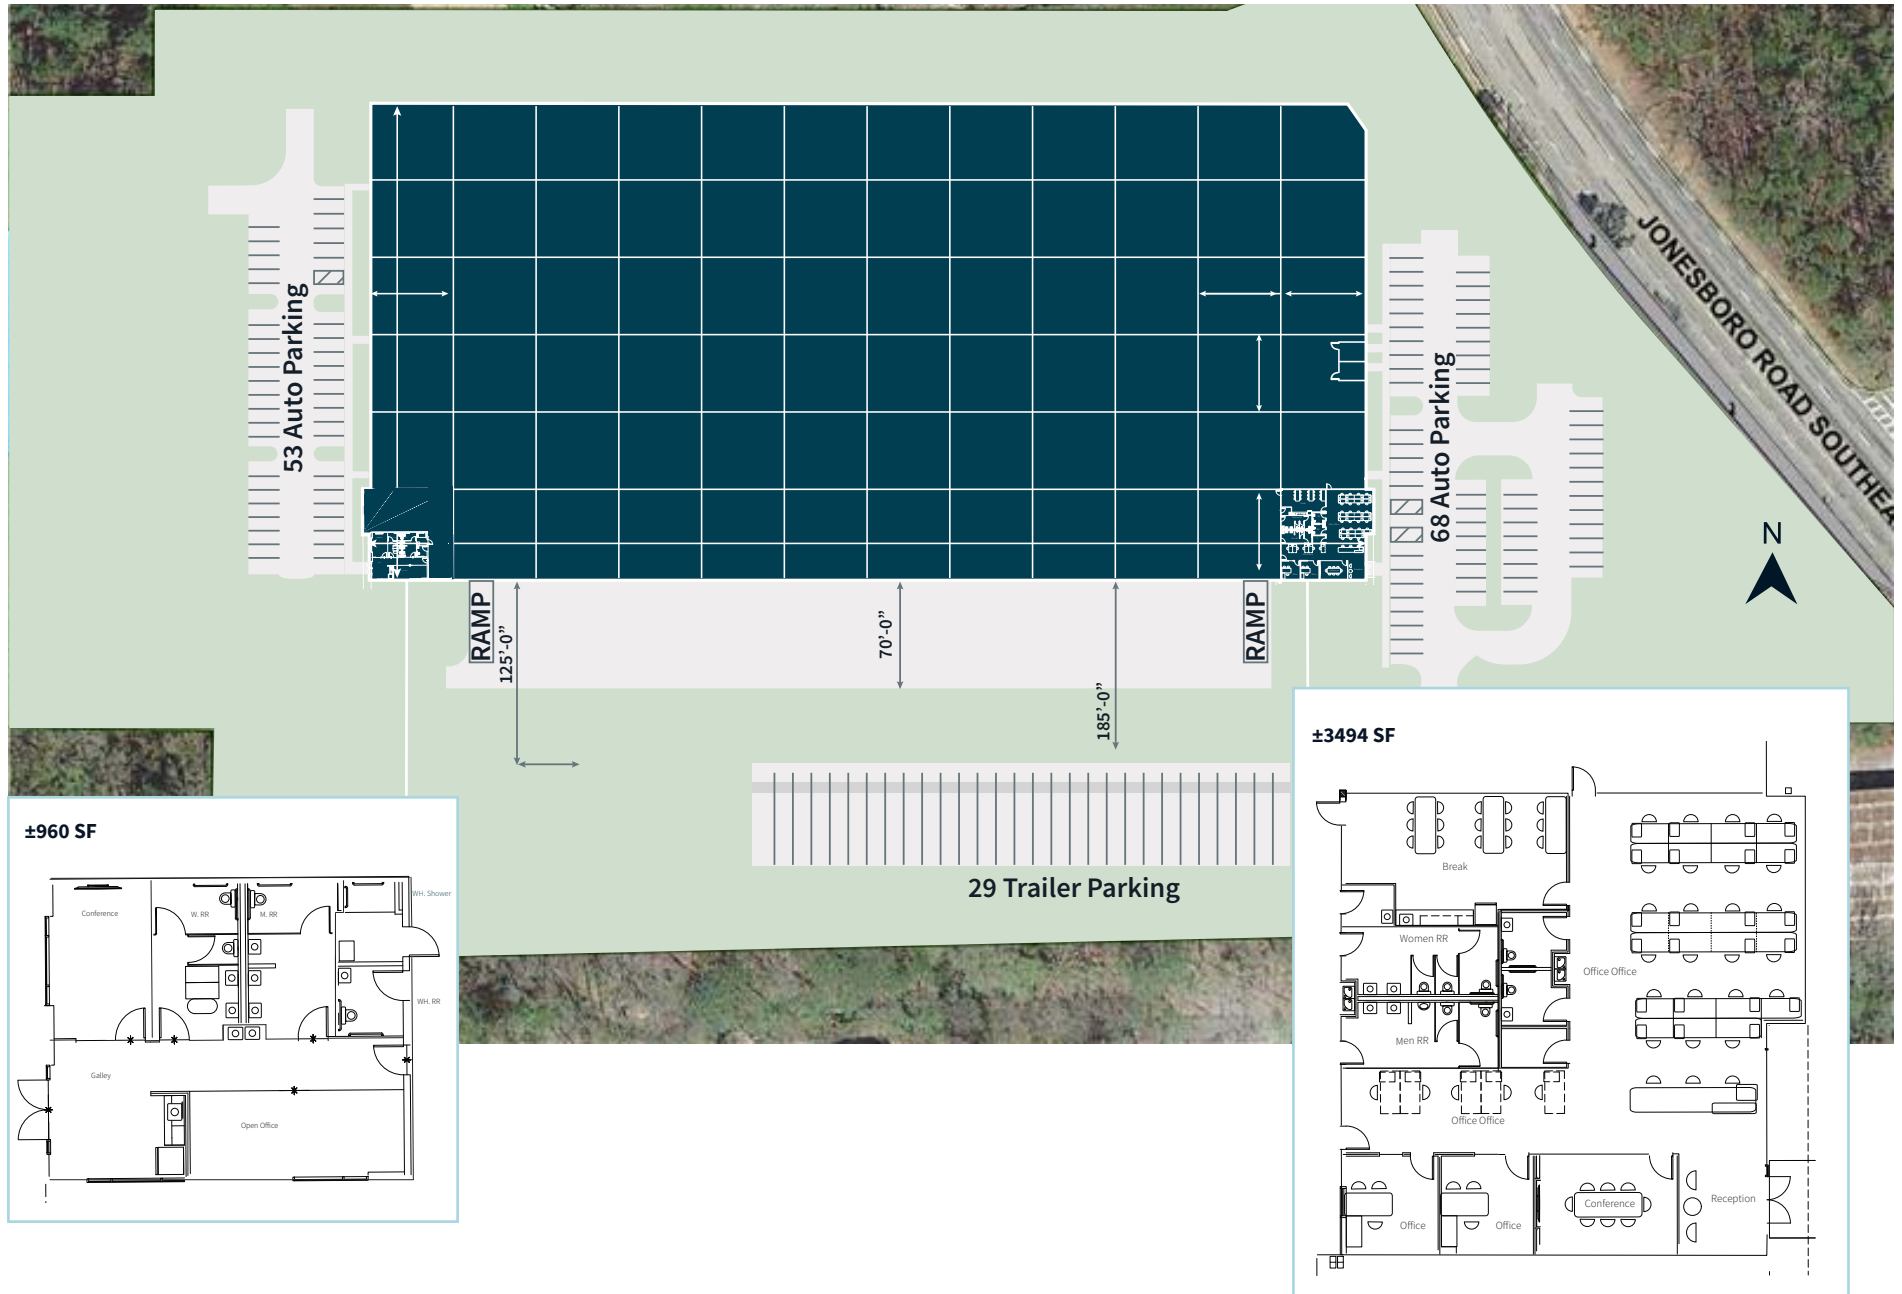 JONESBORO ROAD SOUTHEA
53 Auto Parking
68 Auto Parking
N
RAMP
125’-0”
70’-0”
185’-0”
RAMP
29 Trailer Parking
±960 SF
Conference
W. RR
M. RR
WH. Shower
WH. RR
Galley
Open Office
±3494 SF
Break
Women RR
Office Office
Men RR
Office Office
Office
Office
Conference
Reception